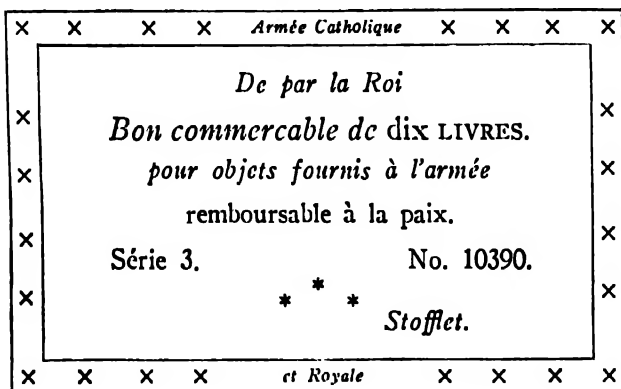 × × × × Armée Catholique × × × ×
De par la Roi
Bon commercable de dix LIVRES.
pour objets fournis à l'armée
remboursable à la paix.
Série 3. No. 10390.
* * *
Stofflet.
× × × × et Royale × × × ×